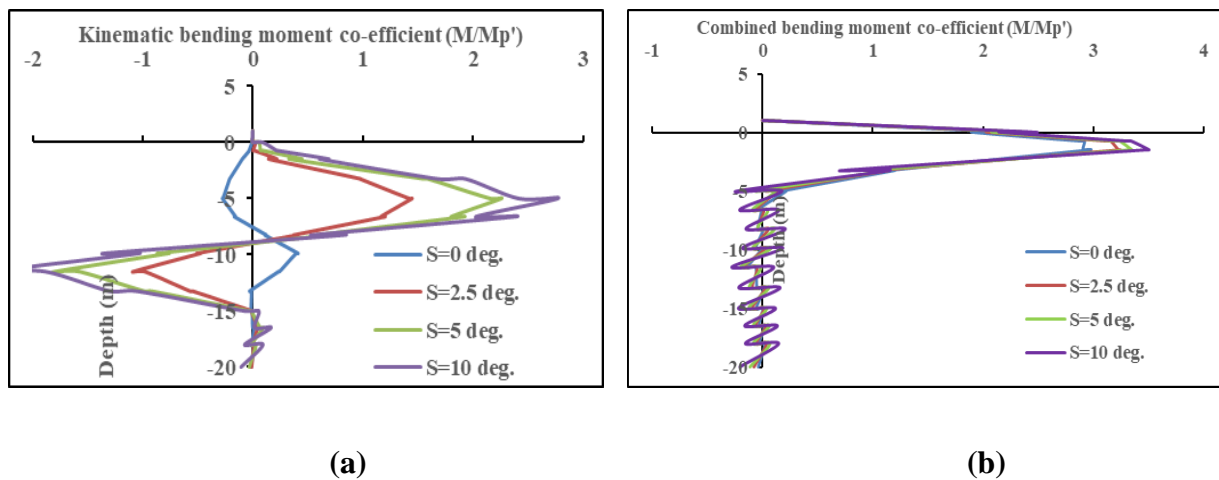 Kinematic bending moment co-efficient (M/Mp')
-2 -1 0 1 2 3
5
0
-5
-10
-15
-20
Depth (m)
S=0 deg.
S=2.5 deg.
S=5 deg.
S=10 deg.
Combined bending moment co-efficient (M/Mp')
-1 0 1 2 3 4
5
0
-5
-10
-15
-20
Depth (m)
S=0 deg.
S=2.5 deg.
S=5 deg.
S=10 deg.
(a) (b)